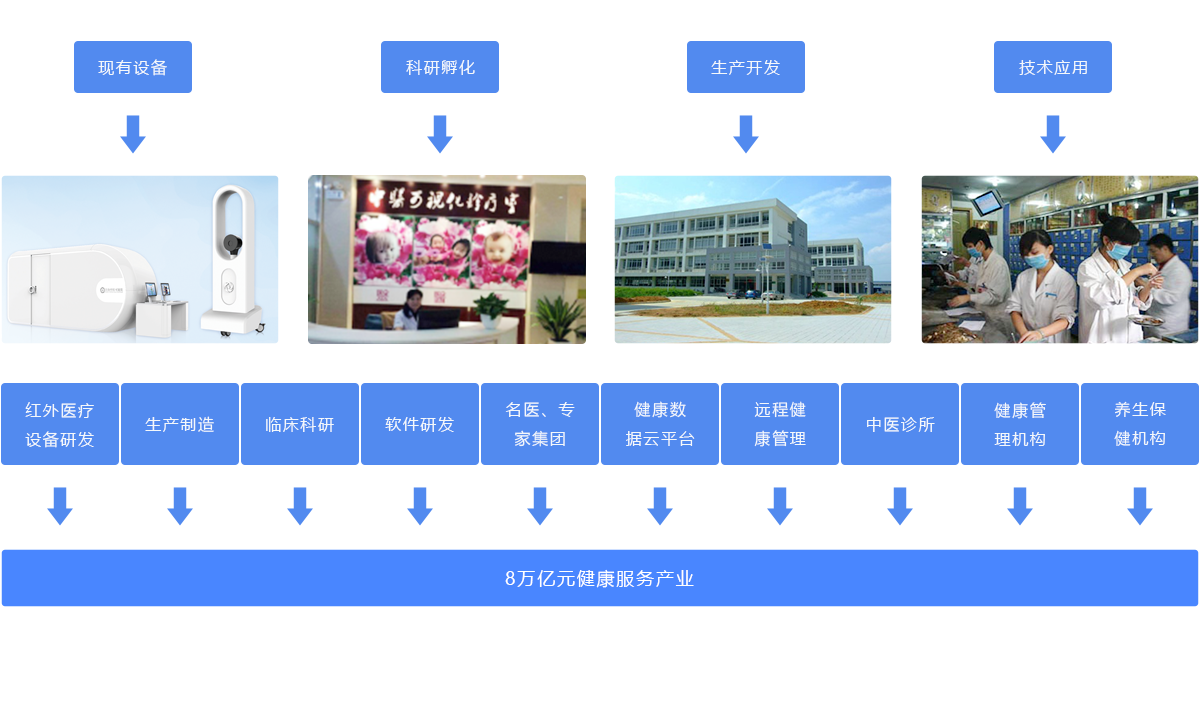 现有设备
科研孵化
生产开发
技术应用
中医可视化诊疗室
红外医疗
设备研发
生产制造
临床科研
软件研发
名医、专
家集团
健康数
据云平台
远程健
康管理
中医诊所
健康管
理机构
养生保
健机构
8万亿元健康服务产业